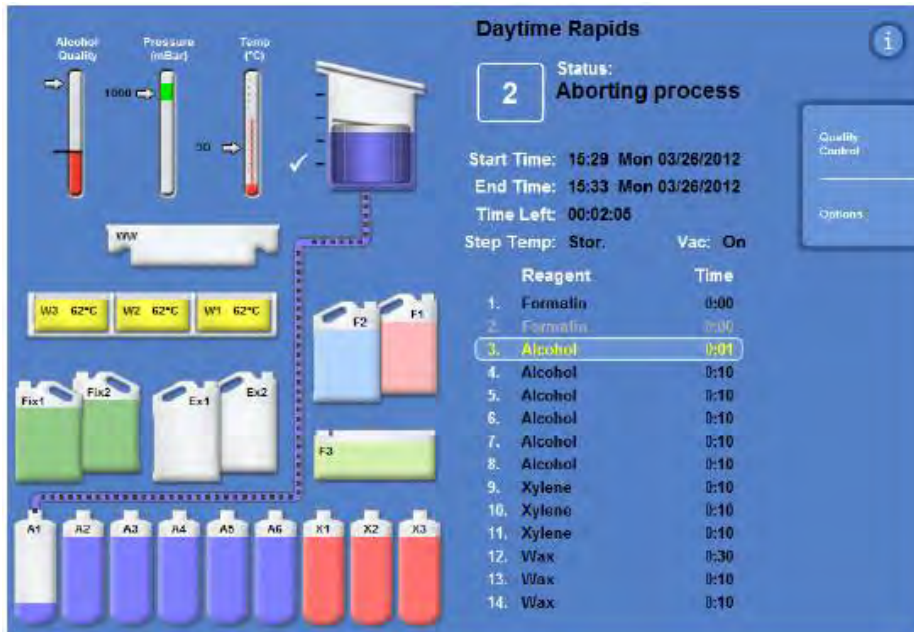 Daytime Rapids
i
Alcohol Quality
Pressure (mBar)
Temp (°C)
1000
2
Status:
Aborting process
Quality Control
Options
Start Time: 15:29 Mon 03/26/2012
End Time: 15:33 Mon 03/26/2012
Time Left: 00:02:05
Step Temp: Stor. Vac: On
WW
W3 62°C W2 62°C W1 62°C
F2 F1
Fix1 Fix2 Ex1 Ex2
F3
A1 A2 A3 A4 A5 A6 X1 X2 X3
Reagent Time
1. Formalin 0:00
2. Formalin 0:00
3. Alcohol 0:01
4. Alcohol 0:10
5. Alcohol 0:10
6. Alcohol 0:10
7. Alcohol 0:10
8. Alcohol 0:10
9. Xylene 0:10
10. Xylene 0:10
11. Xylene 0:10
12. Wax 0:30
13. Wax 0:10
14. Wax 0:10